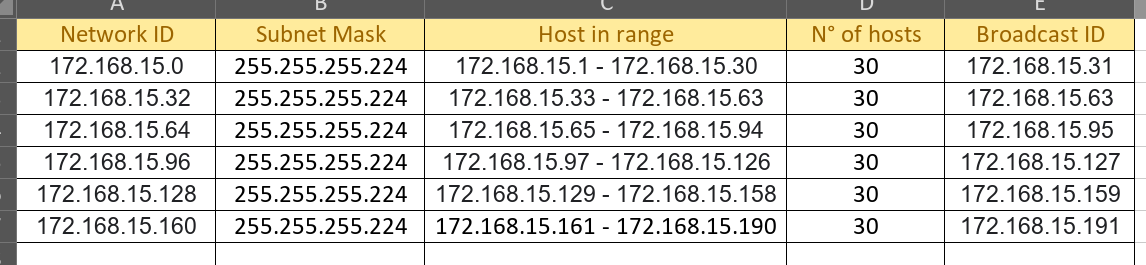 A B C D E
Network ID Subnet Mask Host in range N° of hosts Broadcast ID
172.168.15.0 255.255.255.224 172.168.15.1 - 172.168.15.30 30 172.168.15.31
172.168.15.32 255.255.255.224 172.168.15.33 - 172.168.15.63 30 172.168.15.63
172.168.15.64 255.255.255.224 172.168.15.65 - 172.168.15.94 30 172.168.15.95
172.168.15.96 255.255.255.224 172.168.15.97 - 172.168.15.126 30 172.168.15.127
172.168.15.128 255.255.255.224 172.168.15.129 - 172.168.15.158 30 172.168.15.159
172.168.15.160 255.255.255.224 172.168.15.161 - 172.168.15.190 30 172.168.15.191